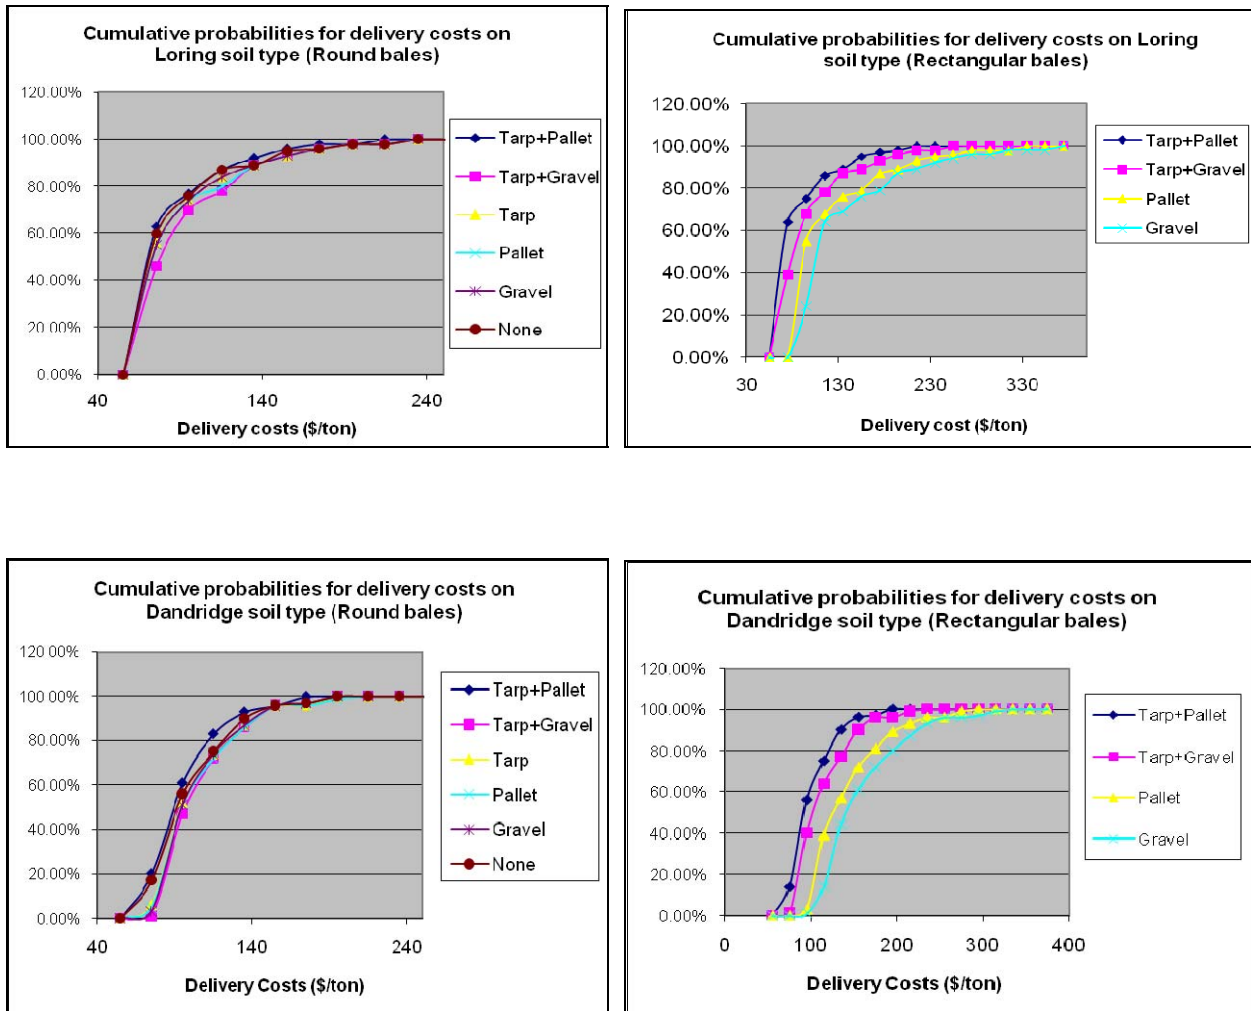 Cumulative probabilities for delivery costs on
Loring soil type (Round bales)
120.00%
100.00%
80.00%
60.00%
40.00%
20.00%
0.00%
40
140
240
Delivery costs ($/ton)
Tarp+Pallet
Tarp+Gravel
Tarp
Pallet
Gravel
None
Cumulative probabilities for delivery costs on Loring
soil type (Rectangular bales)
120.00%
100.00%
80.00%
60.00%
40.00%
20.00%
0.00%
30
130
230
330
Delivery cost ($/ton)
Tarp+Pallet
Tarp+Gravel
Pallet
Gravel
Cumulative probabilities for delivery costs on
Dandridge soil type (Round bales)
120.00%
100.00%
80.00%
60.00%
40.00%
20.00%
0.00%
40
140
240
Delivery Costs ($/ton)
Tarp+Pallet
Tarp+Gravel
Tarp
Pallet
Gravel
None
Cumulative probabilities for delivery costs on
Dandridge soil type (Rectangular bales)
120.00%
100.00%
80.00%
60.00%
40.00%
20.00%
0.00%
0
100
200
300
400
Delivery Costs ($/ton)
Tarp+Pallet
Tarp+Gravel
Pallet
Gravel